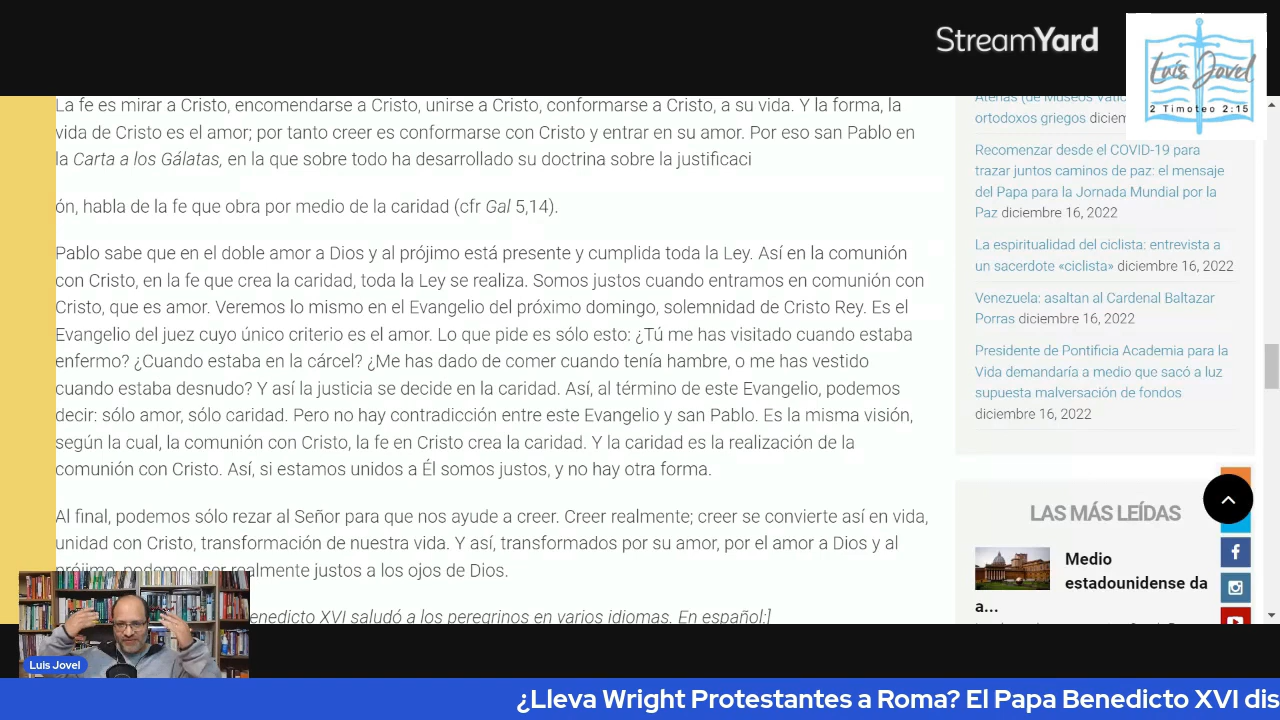 StreamYard
Luis Jovel
2 Timoteo 2:15
La fe es mirar a Cristo, encomendarse a Cristo, unirse a Cristo, conformarse a Cristo, a su vida. Y la forma, la
vida de Cristo es el amor; por tanto creer es conformarse con Cristo y entrar en su amor. Por eso san Pablo en
la Carta a los Gálatas, en la que sobre todo ha desarrollado su doctrina sobre la justificaci
ón, habla de la fe que obra por medio de la caridad (cfr Gal 5,14).
Pablo sabe que en el doble amor a Dios y al prójimo está presente y cumplida toda la Ley. Así en la comunión
con Cristo, en la fe que crea la caridad, toda la Ley se realiza. Somos justos cuando entramos en comunión con
Cristo, que es amor. Veremos lo mismo en el Evangelio del próximo domingo, solemnidad de Cristo Rey. Es el
Evangelio del juez cuyo único criterio es el amor. Lo que pide es sólo esto: ¿Tú me has visitado cuando estaba
enfermo? ¿Cuando estaba en la cárcel? ¿Me has dado de comer cuando tenía hambre, o me has vestido
cuando estaba desnudo? Y así la justicia se decide en la caridad. Así, al término de este Evangelio, podemos
decir: sólo amor, sólo caridad. Pero no hay contradicción entre este Evangelio y san Pablo. Es la misma visión,
según la cual, la comunión con Cristo, la fe en Cristo crea la caridad. Y la caridad es la realización de la
comunión con Cristo. Así, si estamos unidos a Él somos justos, y no hay otra forma.
Al final, podemos sólo rezar al Señor para que nos ayude a creer. Creer realmente; creer se convierte así en vida,
unidad con Cristo, transformación de nuestra vida. Y así, transformados por su amor, por el amor a Dios y al
prójimo, podemos ser realmente justos a los ojos de Dios.
enedicto XVI saludó a los peregrinos en varios idiomas. En español:]
Atenas (de Museos
ortodoxos griegos
Recomenzar desde el COVID-19 para
trazar juntos caminos de paz: el mensaje
del Papa para la Jornada Mundial por la
Paz diciembre 16, 2022
La espiritualidad del ciclista: entrevista a
un sacerdote «ciclista» diciembre 16, 2022
Venezuela: asaltan al Cardenal Baltazar
Porras diciembre 16, 2022
Presidente de Pontificia Academia para la
Vida demandaría a medio que sacó a luz
supuesta malversación de fondos
diciembre 16, 2022
LAS MÁS LEÍDAS
Medio
estadounidense da
a...
Luis Jovel
¿Lleva Wright Protestantes a Roma? El Papa Benedicto XVI dis